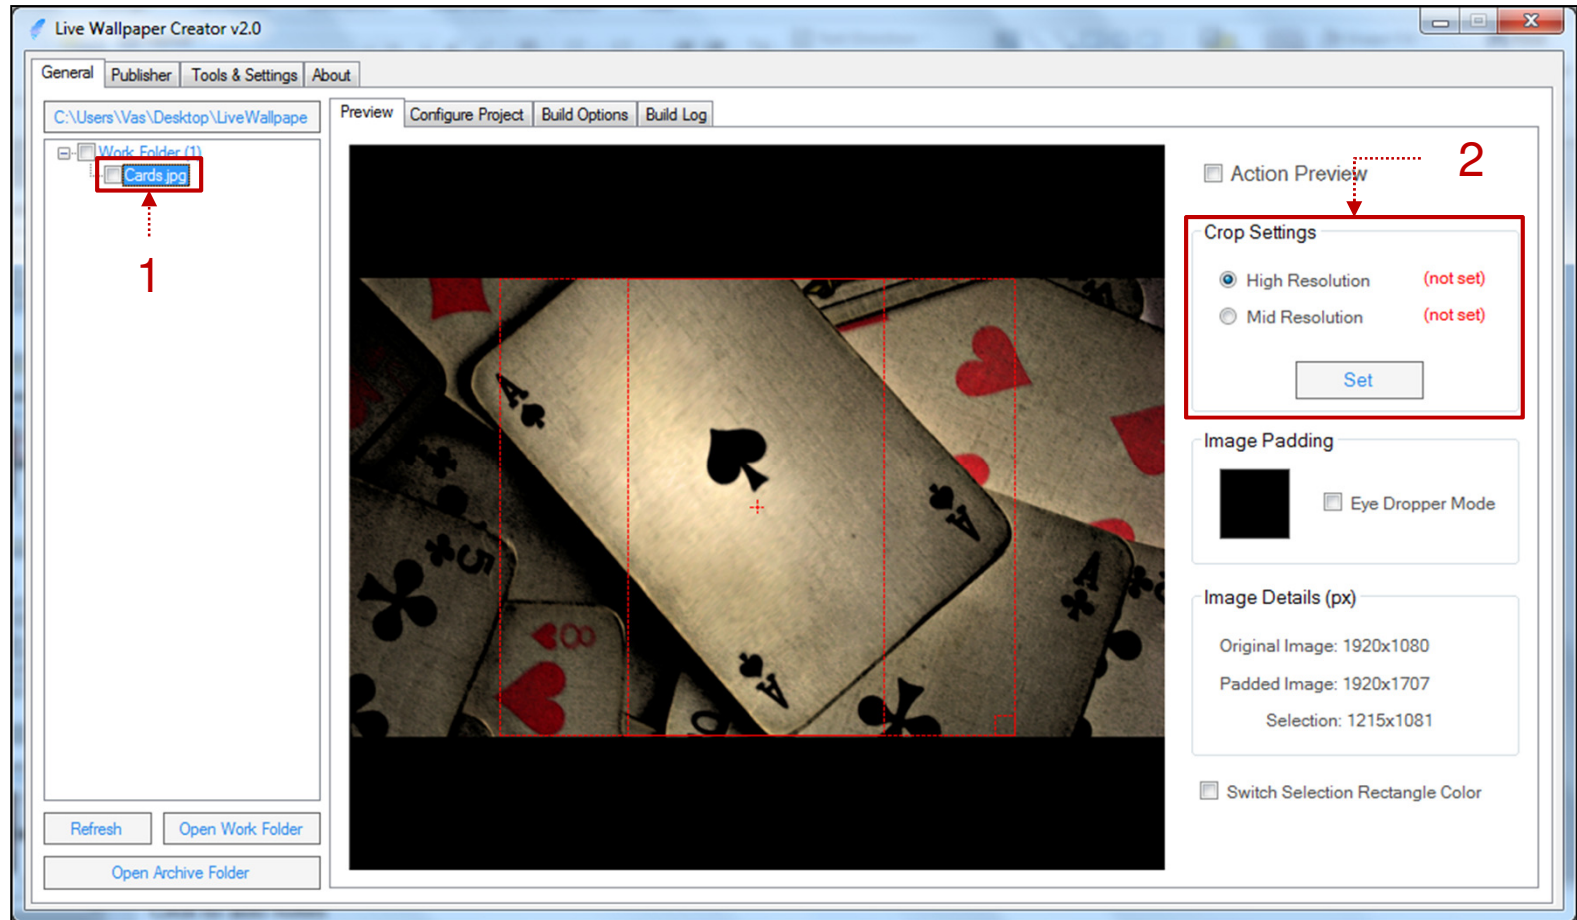 Live Wallpaper Creator v2.0
General Publisher Tools & Settings About
C:\Users\Vas\Desktop\LiveWallpape
Preview Configure Project Build Options Build Log
Work Folder (1)
Cards.jpg
1
Action Preview
2
Crop Settings
High Resolution (not set)
Mid Resolution (not set)
Set
Image Padding
Eye Dropper Mode
Image Details (px)
Original Image: 1920x1080
Padded Image: 1920x1707
Selection: 1215x1081
Switch Selection Rectangle Color
A
A
A
A
5
8
Refresh Open Work Folder
Open Archive Folder